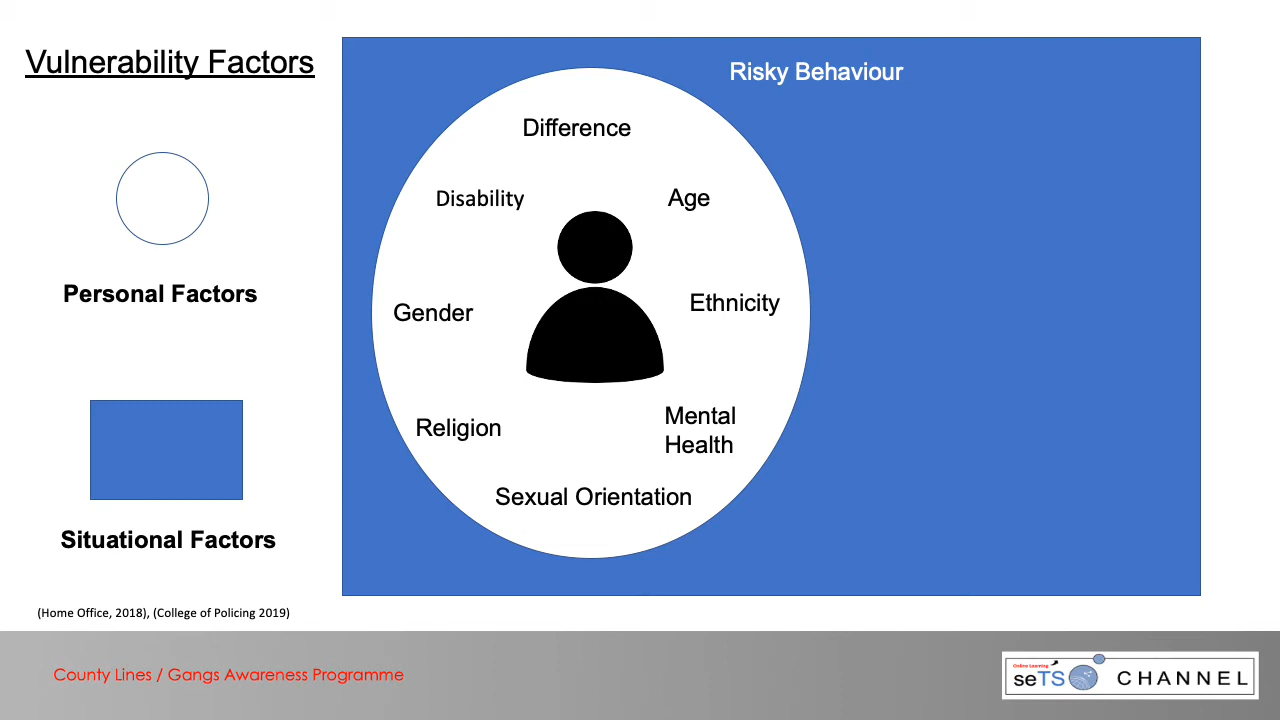 Vulnerability Factors
Personal Factors
Situational Factors
(Home Office, 2018), (College of Policing 2019)
Risky Behaviour
Difference
Disability
Age
Gender
Ethnicity
Religion
Mental
Health
Sexual Orientation
County Lines / Gangs Awareness Programme
Online Learning
seTS CHANNEL